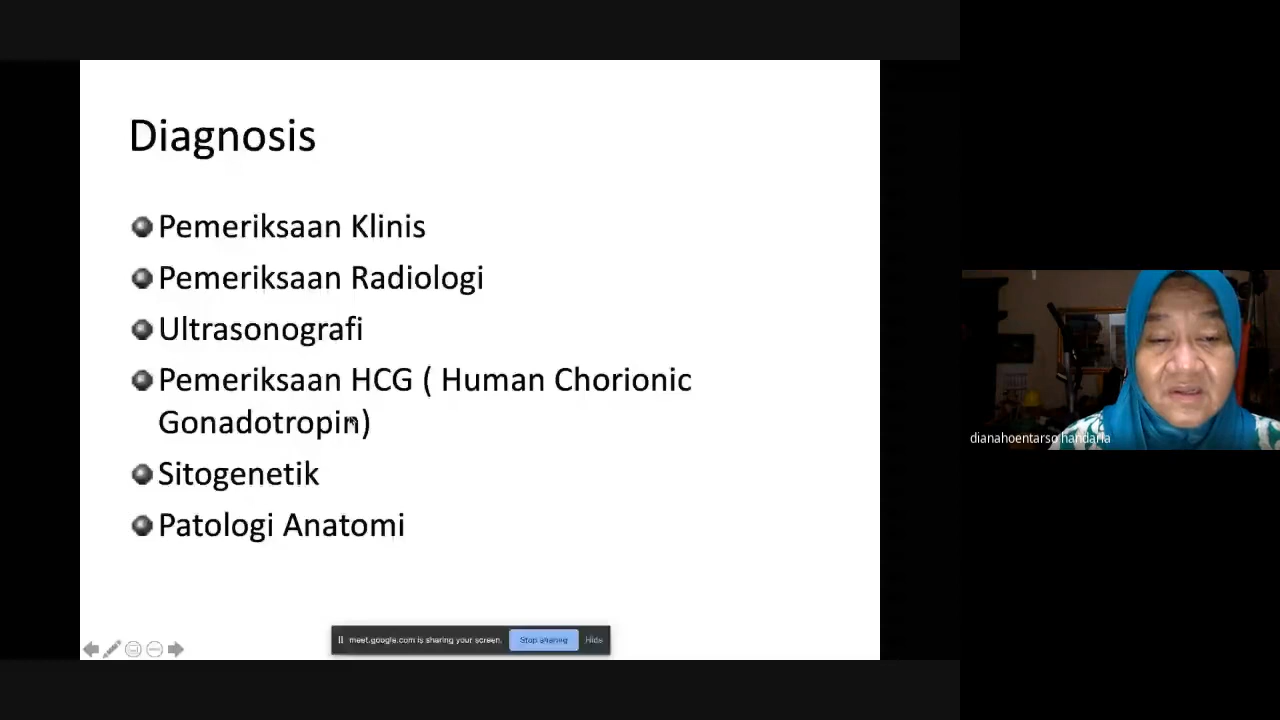 Diagnosis
Pemeriksaan Klinis
Pemeriksaan Radiologi
Ultrasonografi
Pemeriksaan HCG ( Human Chorionic
Gonadotropin)
Sitogenetik
Patologi Anatomi
meet.google.com is sharing your screen.
Stop sharing
Hide
dianahoentarso handaria